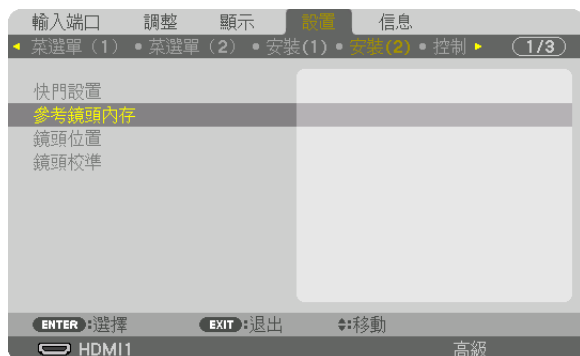 輸入端口 調整 顯示 設置 信息
◄ 菜選單（1） ● 菜選單（2） ● 安裝(1) ● 安裝(2) ● 控制 ► 1/3
快門設置
參考鏡頭內存
鏡頭位置
鏡頭校準
ENTER :選擇 EXIT :退出 :移動
HDMI1 高級